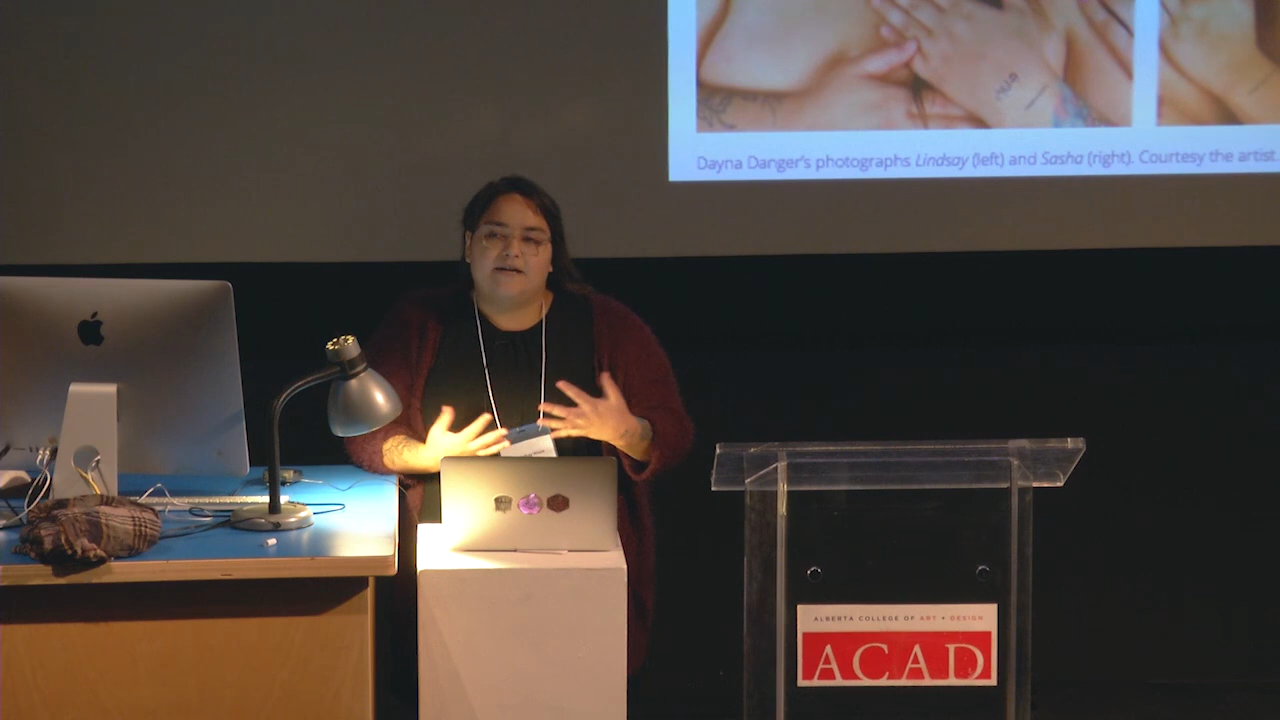 Dayna Danger's photographs Lindsay (left) and Sasha (right). Courtesy the artist.
ALBERTA COLLEGE OF ART + DESIGN
ACAD